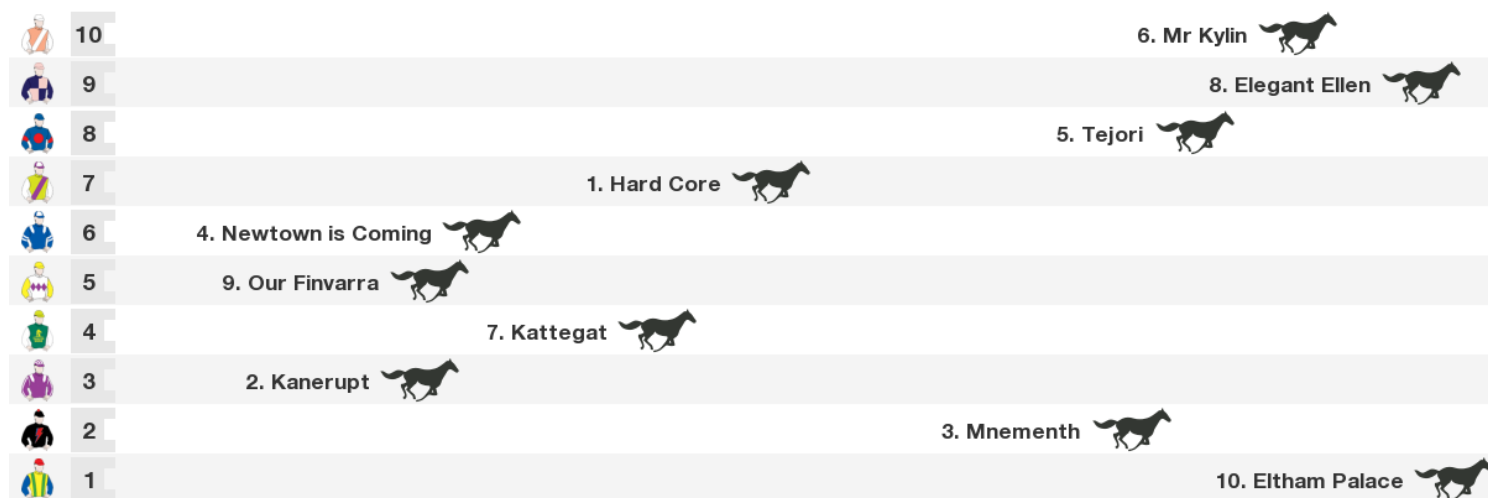 10 6. Mr Kylin
9 8. Elegant Ellen
8 5. Tejori
7 1. Hard Core
6 4. Newtown is Coming
5 9. Our Finvarra
4 7. Kattegat
3 2. Kanerupt
2 3. Mnementh
1 10. Eltham Palace